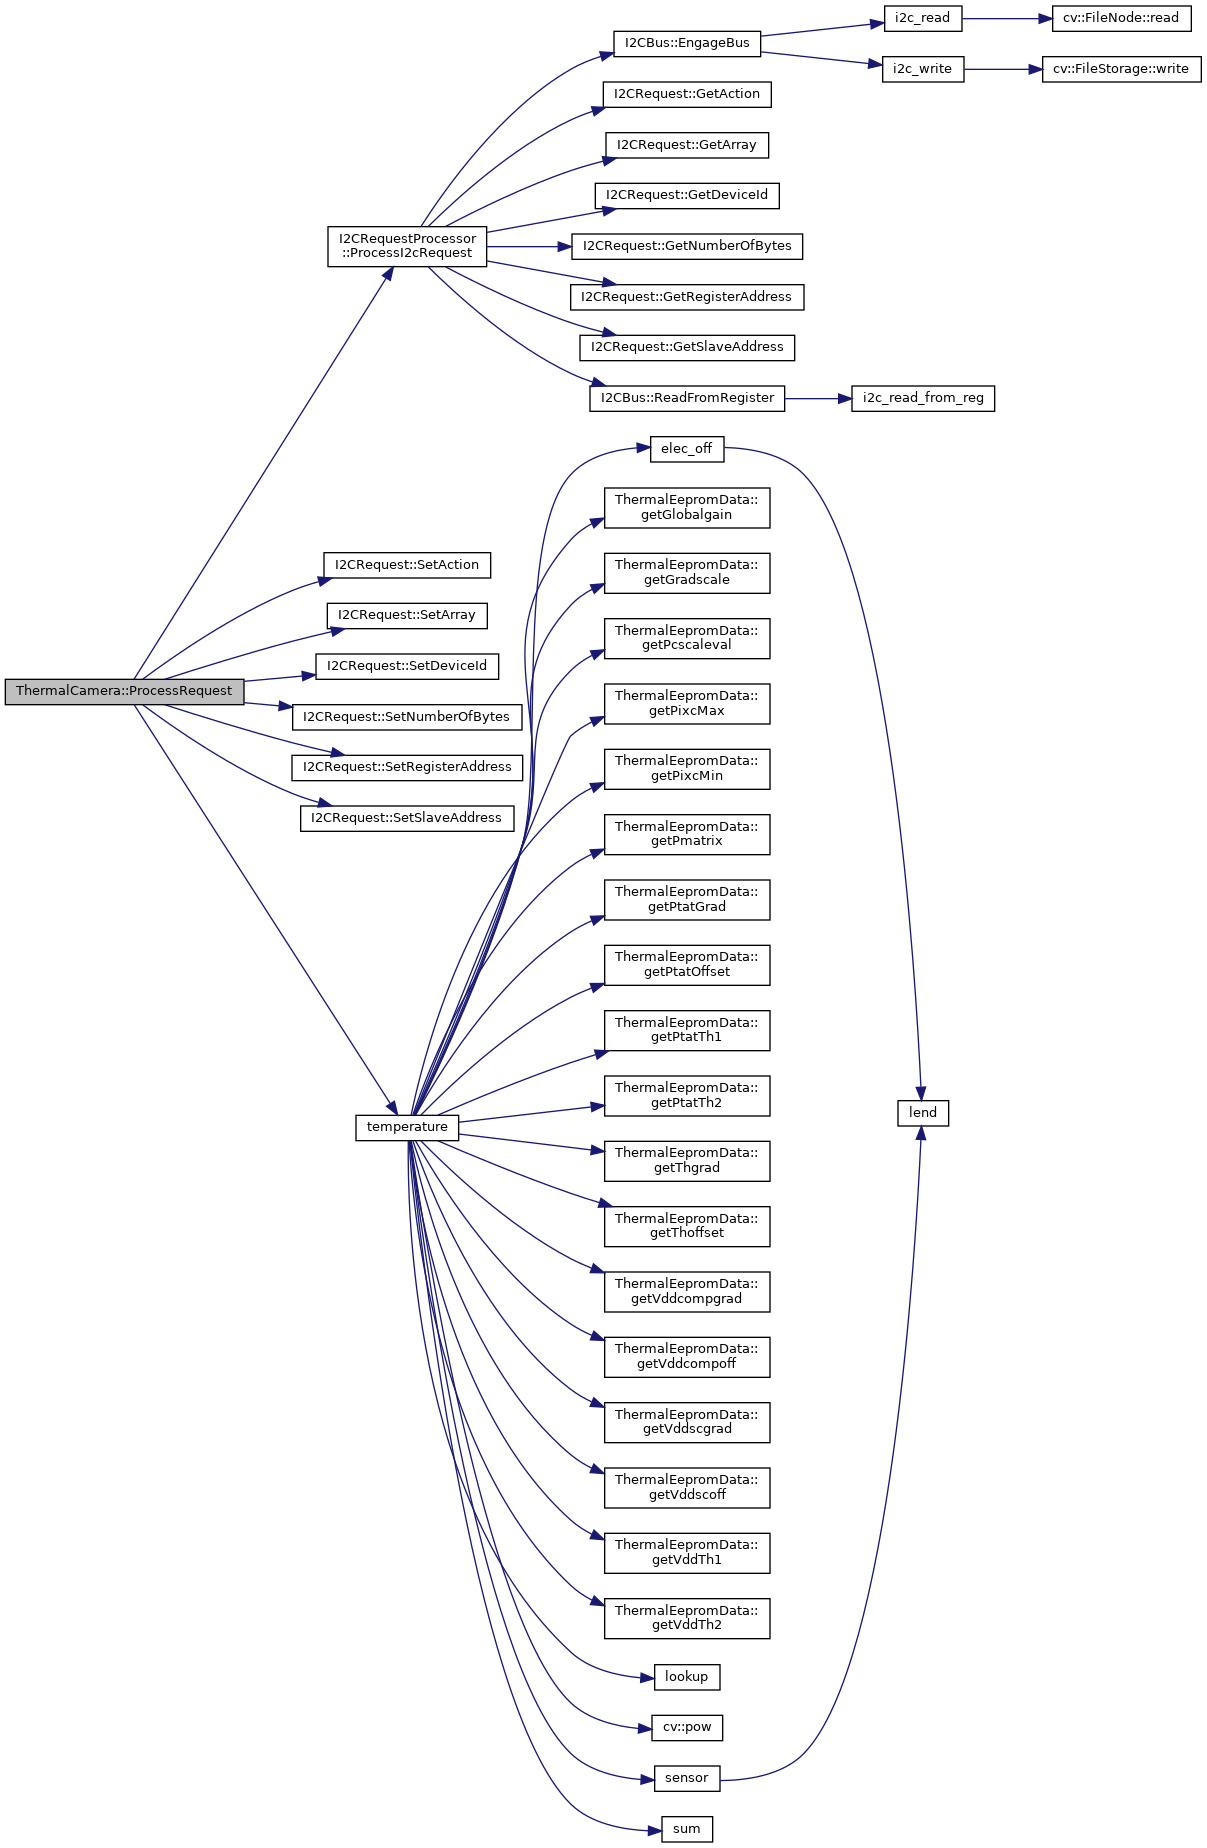 i2c_read
cv::FileNode::read
I2CBus::EngageBus
i2c_write
cv::FileStorage::write
I2CRequest::GetAction
I2CRequest::GetArray
I2CRequest::GetDeviceId
I2CRequestProcessor
::ProcessI2cRequest
I2CRequest::GetNumberOfBytes
I2CRequest::GetRegisterAddress
I2CRequest::GetSlaveAddress
I2CBus::ReadFromRegister
i2c_read_from_reg
elec_off
ThermalEepromData::
getGlobalgain
I2CRequest::SetAction
ThermalEepromData::
getGradscale
I2CRequest::SetArray
ThermalEepromData::
getPcscaleval
I2CRequest::SetDeviceId
ThermalCamera::ProcessRequest
ThermalEepromData::
getPixcMax
I2CRequest::SetNumberOfBytes
I2CRequest::SetRegisterAddress
ThermalEepromData::
getPixcMin
I2CRequest::SetSlaveAddress
ThermalEepromData::
getPmatrix
ThermalEepromData::
getPtatGrad
ThermalEepromData::
getPtatOffset
ThermalEepromData::
getPtatTh1
ThermalEepromData::
getPtatTh2
lend
temperature
ThermalEepromData::
getThgrad
ThermalEepromData::
getThoffset
ThermalEepromData::
getVddcompgrad
ThermalEepromData::
getVddcompoff
ThermalEepromData::
getVddscgrad
ThermalEepromData::
getVddscoff
ThermalEepromData::
getVddTh1
ThermalEepromData::
getVddTh2
lookup
cv::pow
sensor
sum